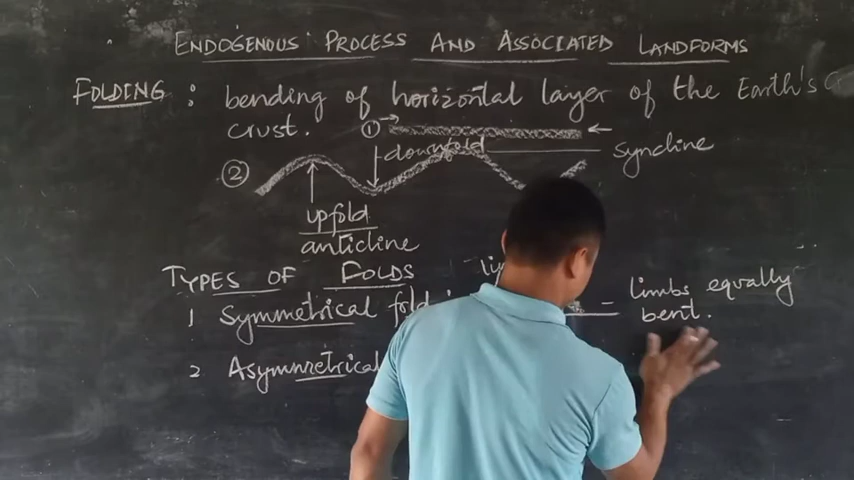 ENDOGENOUS PROCESS AND ASSOCIATED LANDFORMS
FOLDING : bending of horizontal layer of the Earth's
crust. ①
downfold
syncline
②
upfold
anticline
TYPES OF FOLDS
1 Symmetrical fold = limbs equally
bent.
2 Asymmetrical